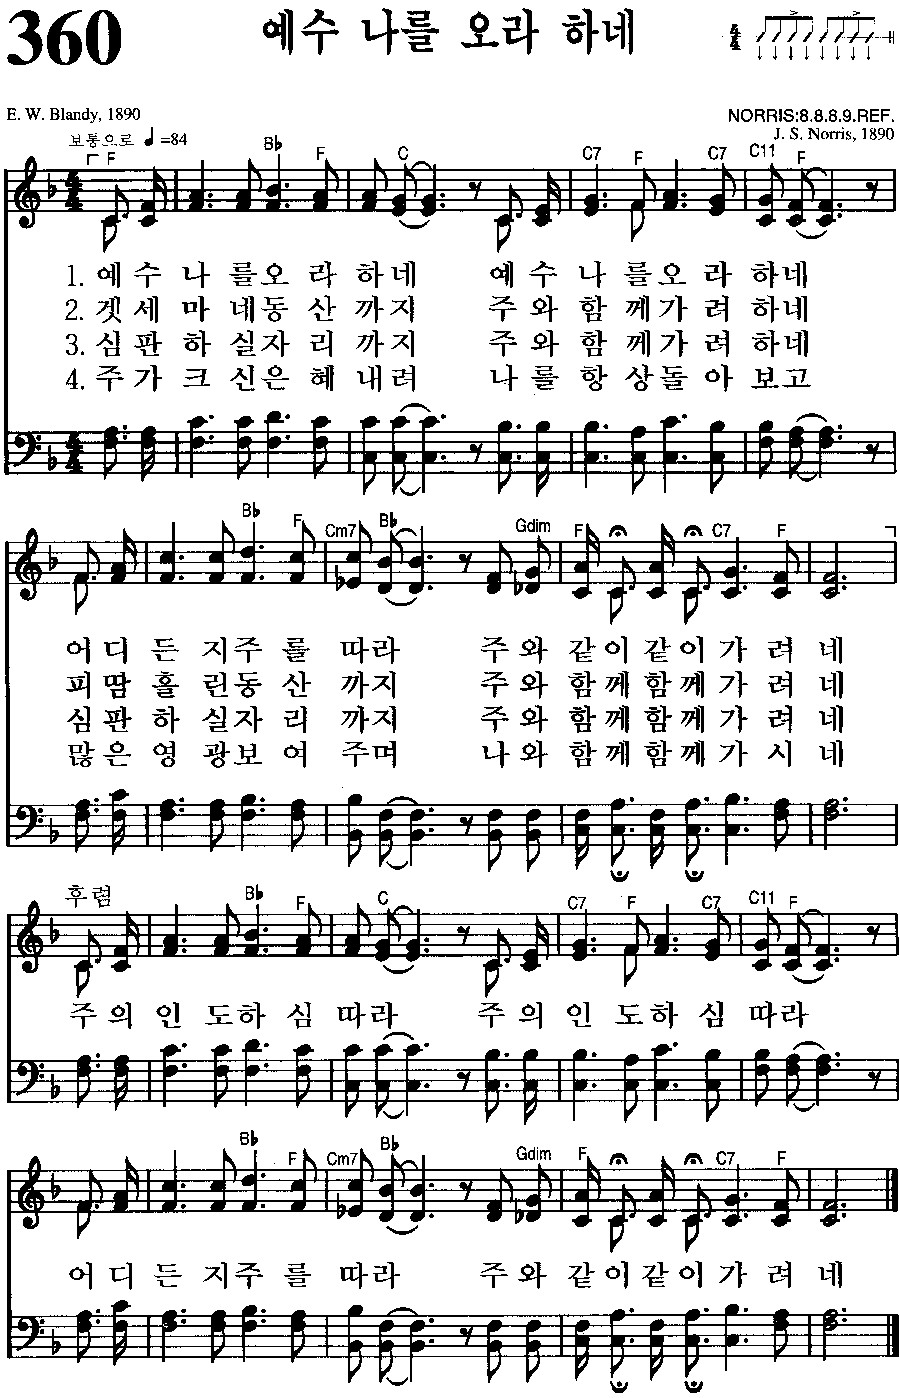 360 예수 나를 오라 하네
E. W. Blandy, 1890 NORRIS:8.8.8.9.REF.
보통으로 ♩=84 J. S. Norris, 1890
F Bb F C C7 F C7 C11 F
1. 예수 나를오라 하네 예수 나를오라 하네
2. 겟세 마네동산 까지 주와 함께가려 하네
3. 심판 하실자리 까지 주와 함께가려 하네
4. 주가 크신은혜 내려 나를 항상돌아 보고
Bb F Cm7 Bb Gdim F C7 F
어디 든지주를 따라 주와 같이같이가려네
피땀 흘린동산 까지 주와 함께함께가려네
심판 하실자리 까지 주와 함께함께가려네
많은 영광보여 주며 나와 함께함께가시네
후렴 Bb F C C7 F C7 C11 F
주의 인도하심 따라 주의 인도하심 따라
Bb F Cm7 Bb Gdim F C7 F
어디 든지주를 따라 주와 같이같이가려네